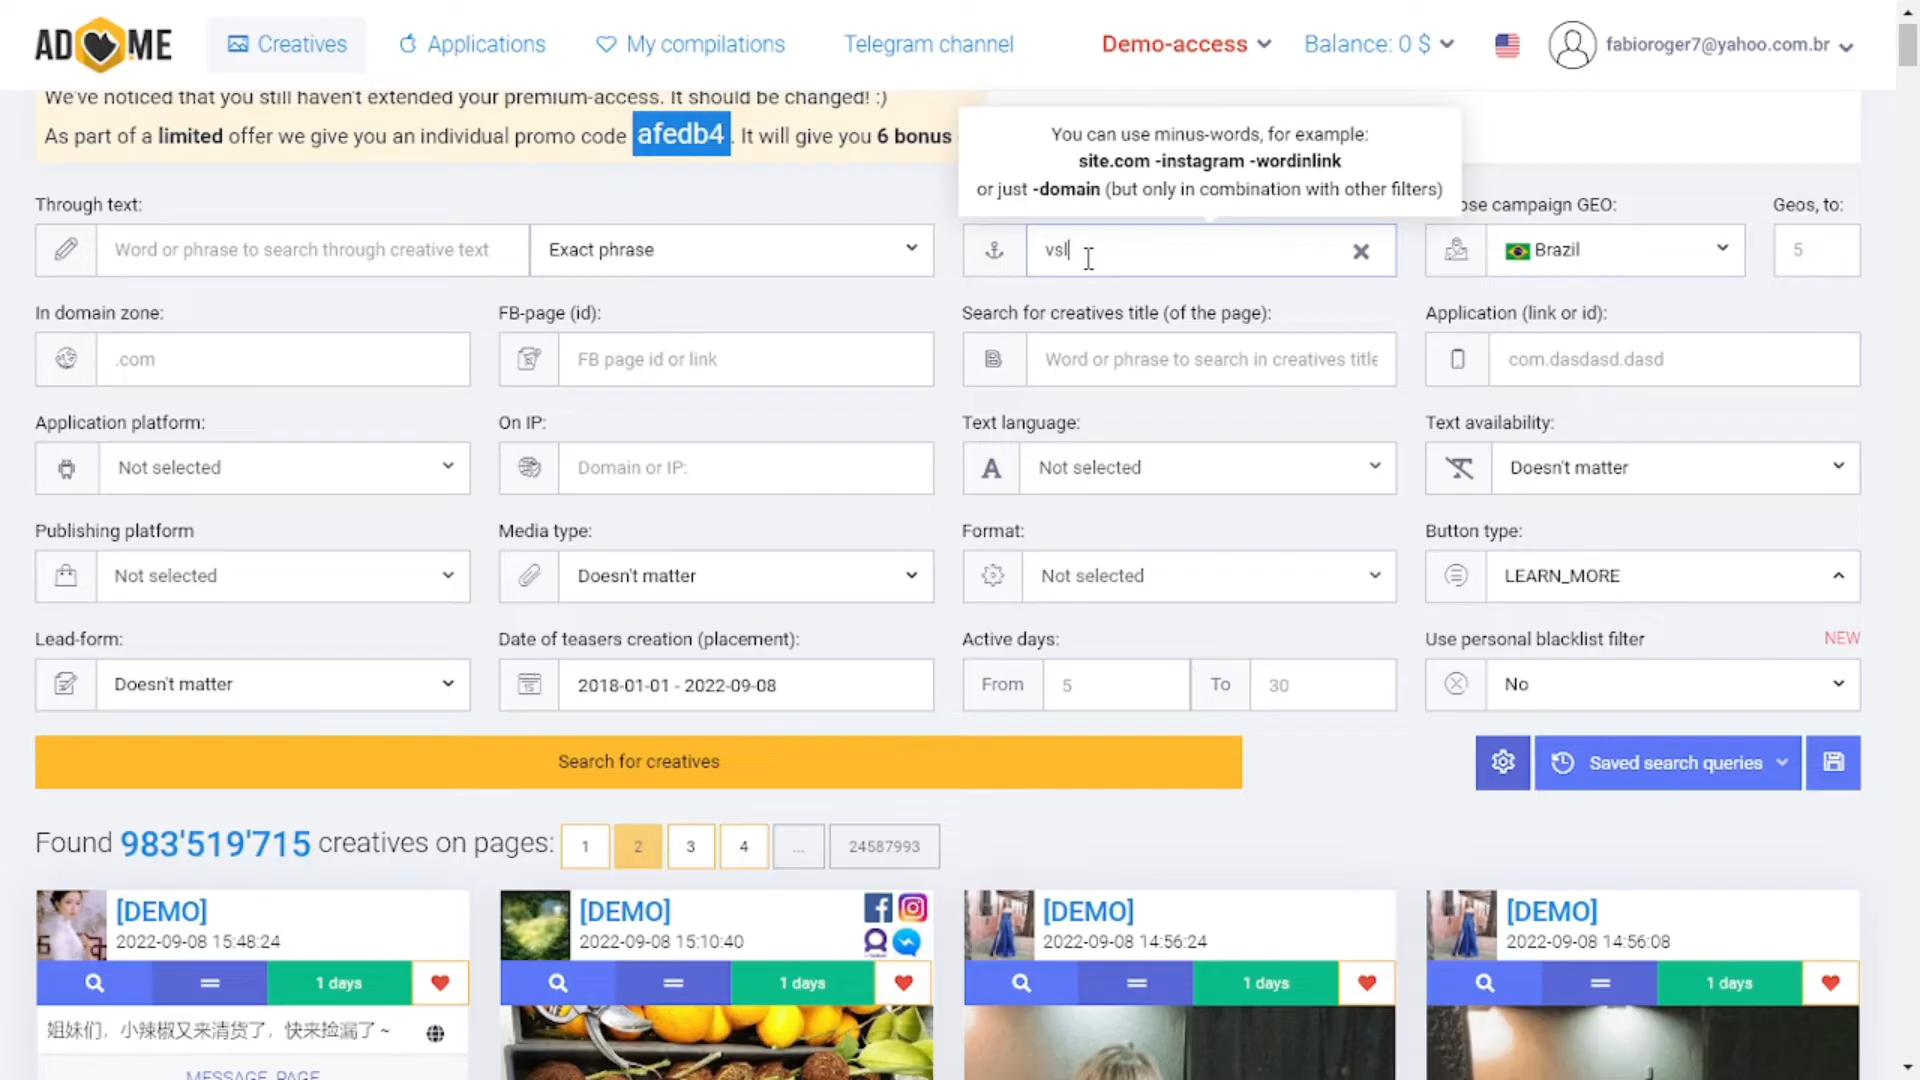 AD ME
Creatives
Applications
My compilations
Telegram channel
Demo-access
Balance: 0 $
fabioroger7@yahoo.com.br
We've noticed that you still haven't extended your premium-access. It should be changed! :)
As part of a limited offer we give you an individual promo code afedb4. It will give you 6 bonus
You can use minus-words, for example:
site.com -instagram -wordinlink
or just -domain (but only in combination with other filters)
Through text:
ose campaign GEO:
Geos, to:
Word or phrase to search through creative text
Exact phrase
vsl
Brazil
5
In domain zone:
FB-page (id):
Search for creatives title (of the page):
Application (link or id):
.com
FB page id or link
Word or phrase to search in creatives title
com.dasdasd.dasd
Application platform:
On IP:
Text language:
Text availability:
Not selected
Domain or IP:
Not selected
Doesn't matter
Publishing platform
Media type:
Format:
Button type:
Not selected
Doesn't matter
Not selected
LEARN_MORE
Lead-form:
Date of teasers creation (placement):
Active days:
Use personal blacklist filter
NEW
Doesn't matter
2018-01-01 - 2022-09-08
From
5
To
30
No
Search for creatives
Saved search queries
Found 983'519'715 creatives on pages:
1
2
3
4
...
24587993
[DEMO]
2022-09-08 15:48:24
1 days
姐妹们，小辣椒又来清货了，快来捡漏了~
MESSAGE_PAGE
[DEMO]
2022-09-08 15:10:40
1 days
[DEMO]
2022-09-08 14:56:24
1 days
[DEMO]
2022-09-08 14:56:08
1 days